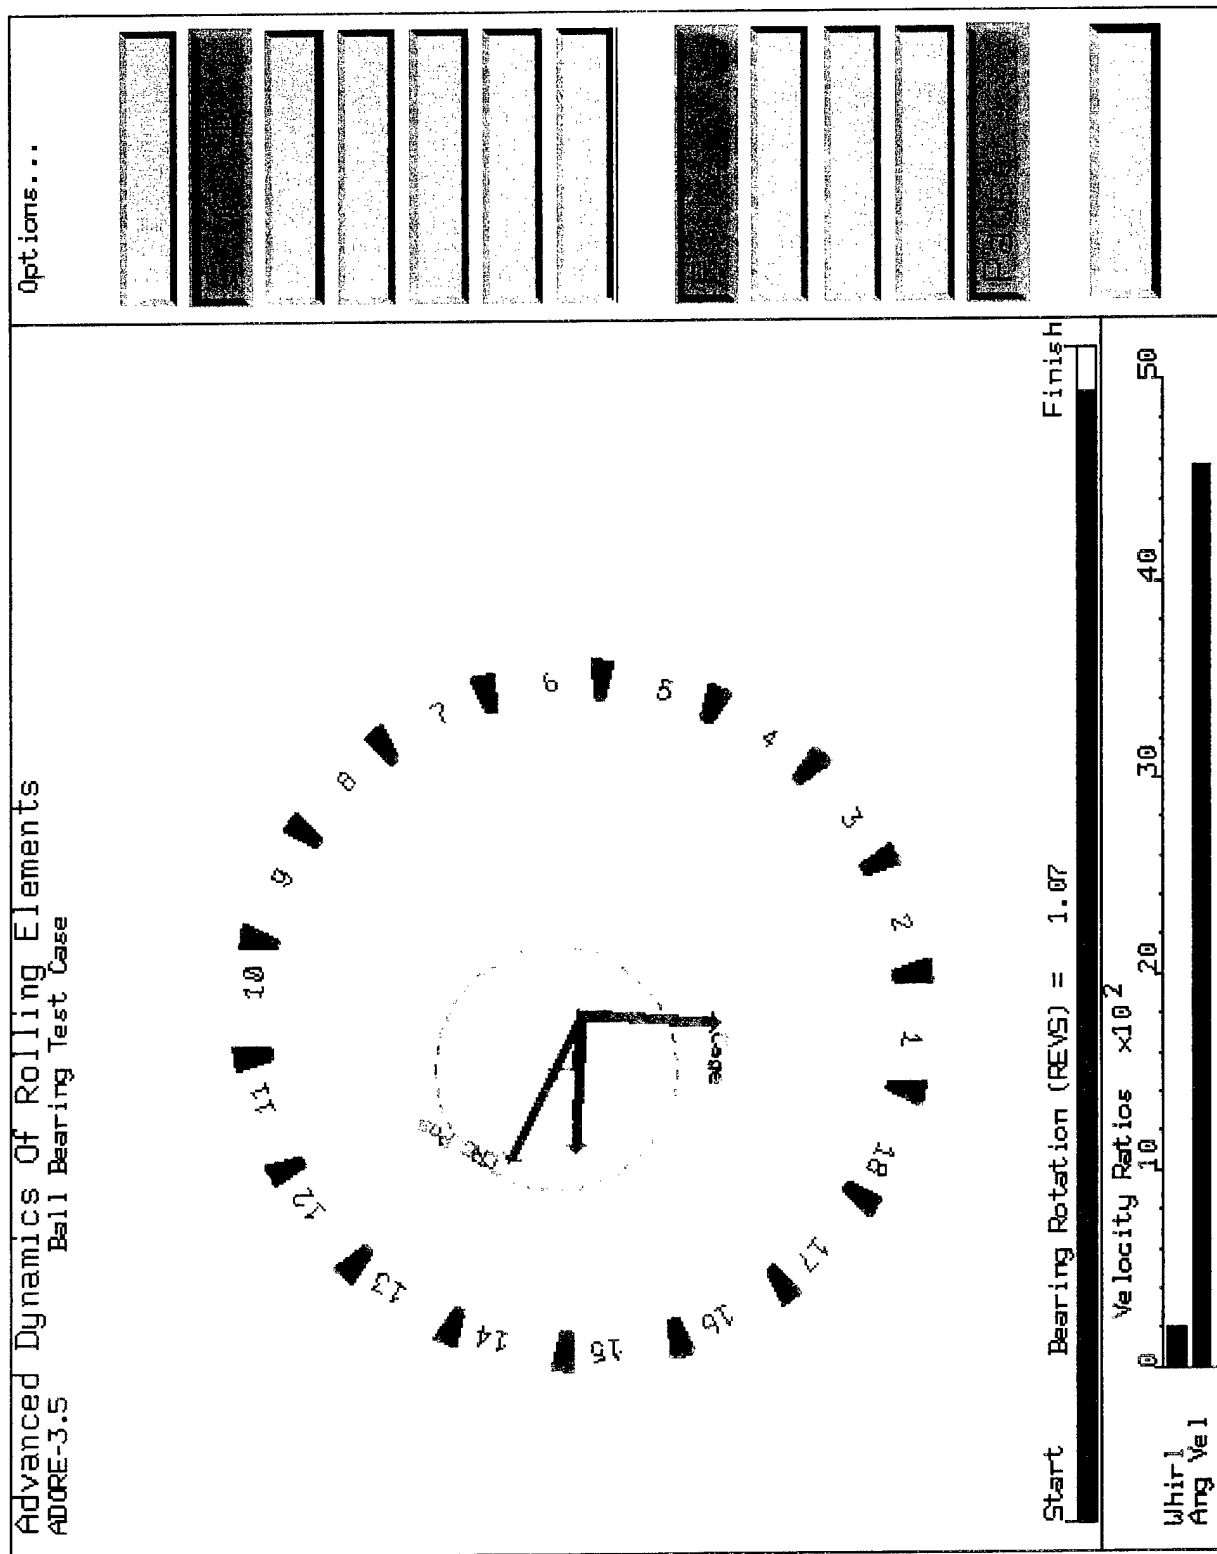 Advanced Dynamics Of Rolling Elements
ADORE-3.5 Ball Bearing Test Case
Options...
1
2
3
4
5
6
7
8
9
10
11
12
13
14
15
16
17
18
Cage
Start Bearing Rotation (REVS) = 1.07 Finish
Velocity Ratios x10 2
0 10 20 30 40 50
Whirl
Ang Vel